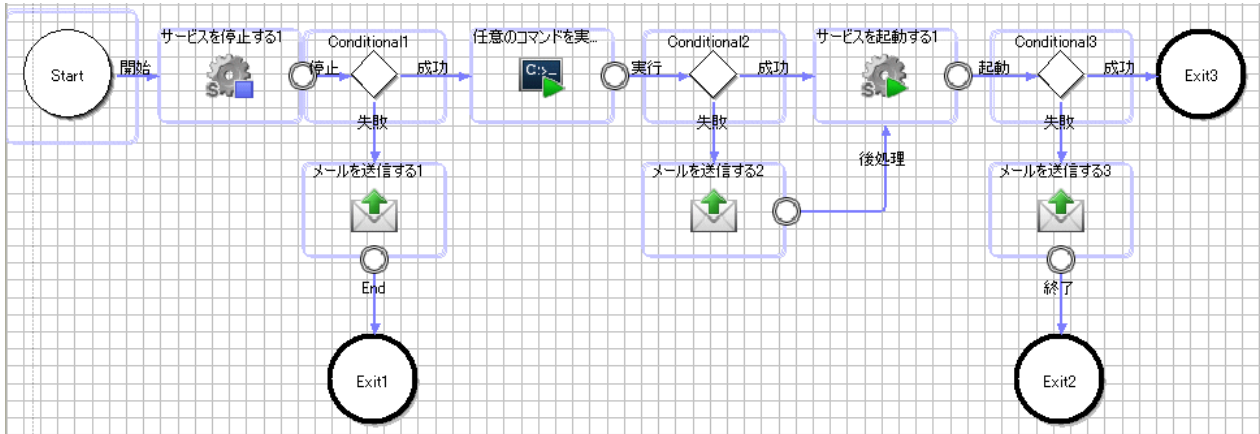 サービスを停止する1
Conditional1
任意のコマンドを実...
Conditional2
サービスを起動する1
Conditional3
Start
開始
停止
成功
C:>_
実行
成功
起動
成功
Exit3
S
S
失敗
失敗
失敗
後処理
メールを送信する1
メールを送信する2
メールを送信する3
End
終了
Exit1
Exit2